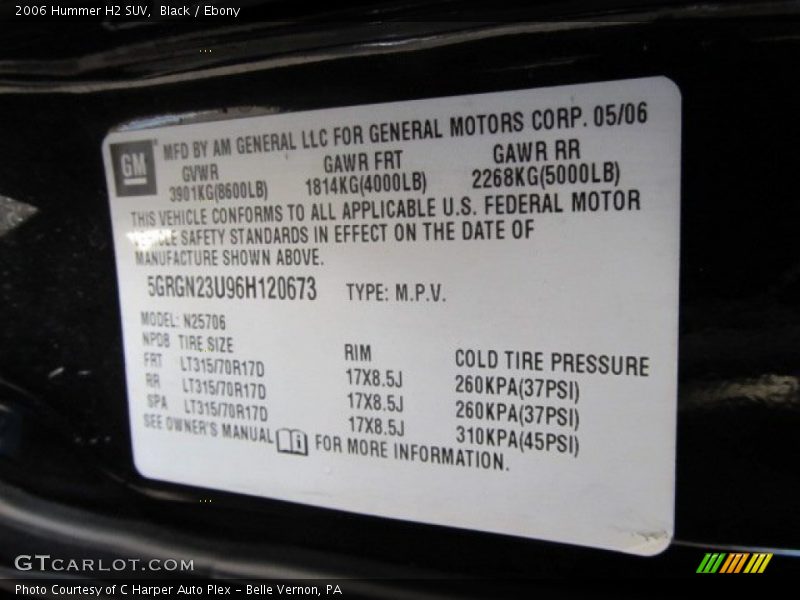 2006 Hummer H2 SUV, Black / Ebony
GM MFD BY AM GENERAL LLC FOR GENERAL MOTORS CORP. 05/06
GVWR GAWR FRT GAWR RR
3901KG(8600LB) 1814KG(4000LB) 2268KG(5000LB)
THIS VEHICLE CONFORMS TO ALL APPLICABLE U.S. FEDERAL MOTOR
VEHICLE SAFETY STANDARDS IN EFFECT ON THE DATE OF
MANUFACTURE SHOWN ABOVE.
5GRGN23U96H120673 TYPE: M.P.V.
MODEL: N25706
NPDB TIRE SIZE RIM COLD TIRE PRESSURE
FRT LT315/70R17D 17X8.5J 260KPA(37PSI)
RR LT315/70R17D 17X8.5J 260KPA(37PSI)
SPA LT315/70R17D 17X8.5J 310KPA(45PSI)
SEE OWNER'S MANUAL i FOR MORE INFORMATION.
GTCARLOT.COM
Photo Courtesy of C Harper Auto Plex - Belle Vernon, PA